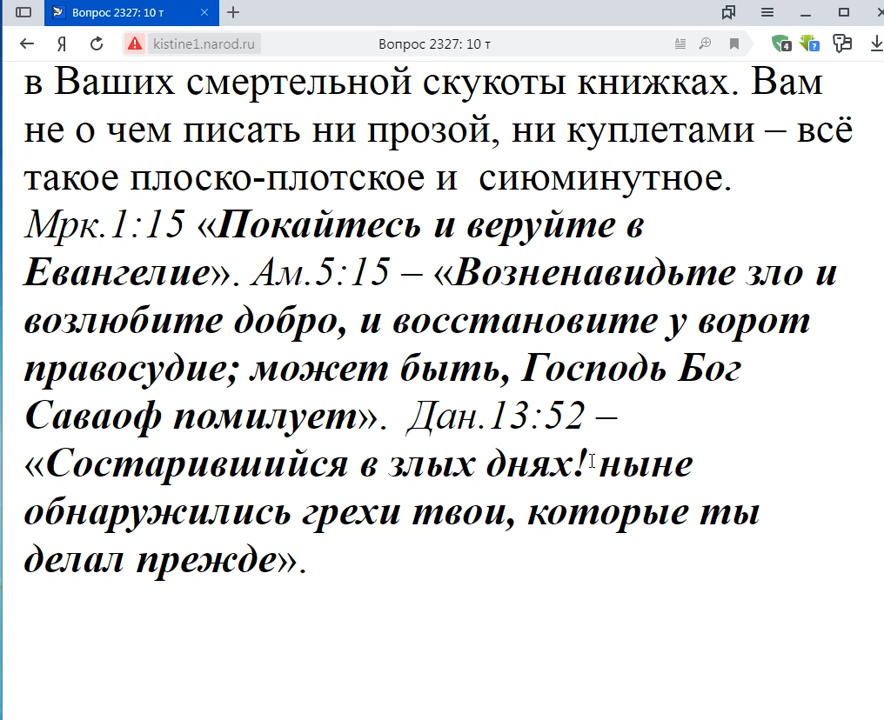 Вопрос 2327: 10 т
kistine1.narod.ru
Вопрос 2327: 10 т
в Ваших смертельной скукоты книжках. Вам
не о чем писать ни прозой, ни куплетами – всё
такое плоско-плотское и сиюминутное.
Мрк.1:15 «Покайтесь и веруйте в
Евангелие». Ам.5:15 – «Возненавидьте зло и
возлюбите добро, и восстановите у ворот
правосудие; может быть, Господь Бог
Саваоф помилует». Дан.13:52 –
«Состарившийся в злых днях! ныне
обнаружились грехи твои, которые ты
делал прежде».